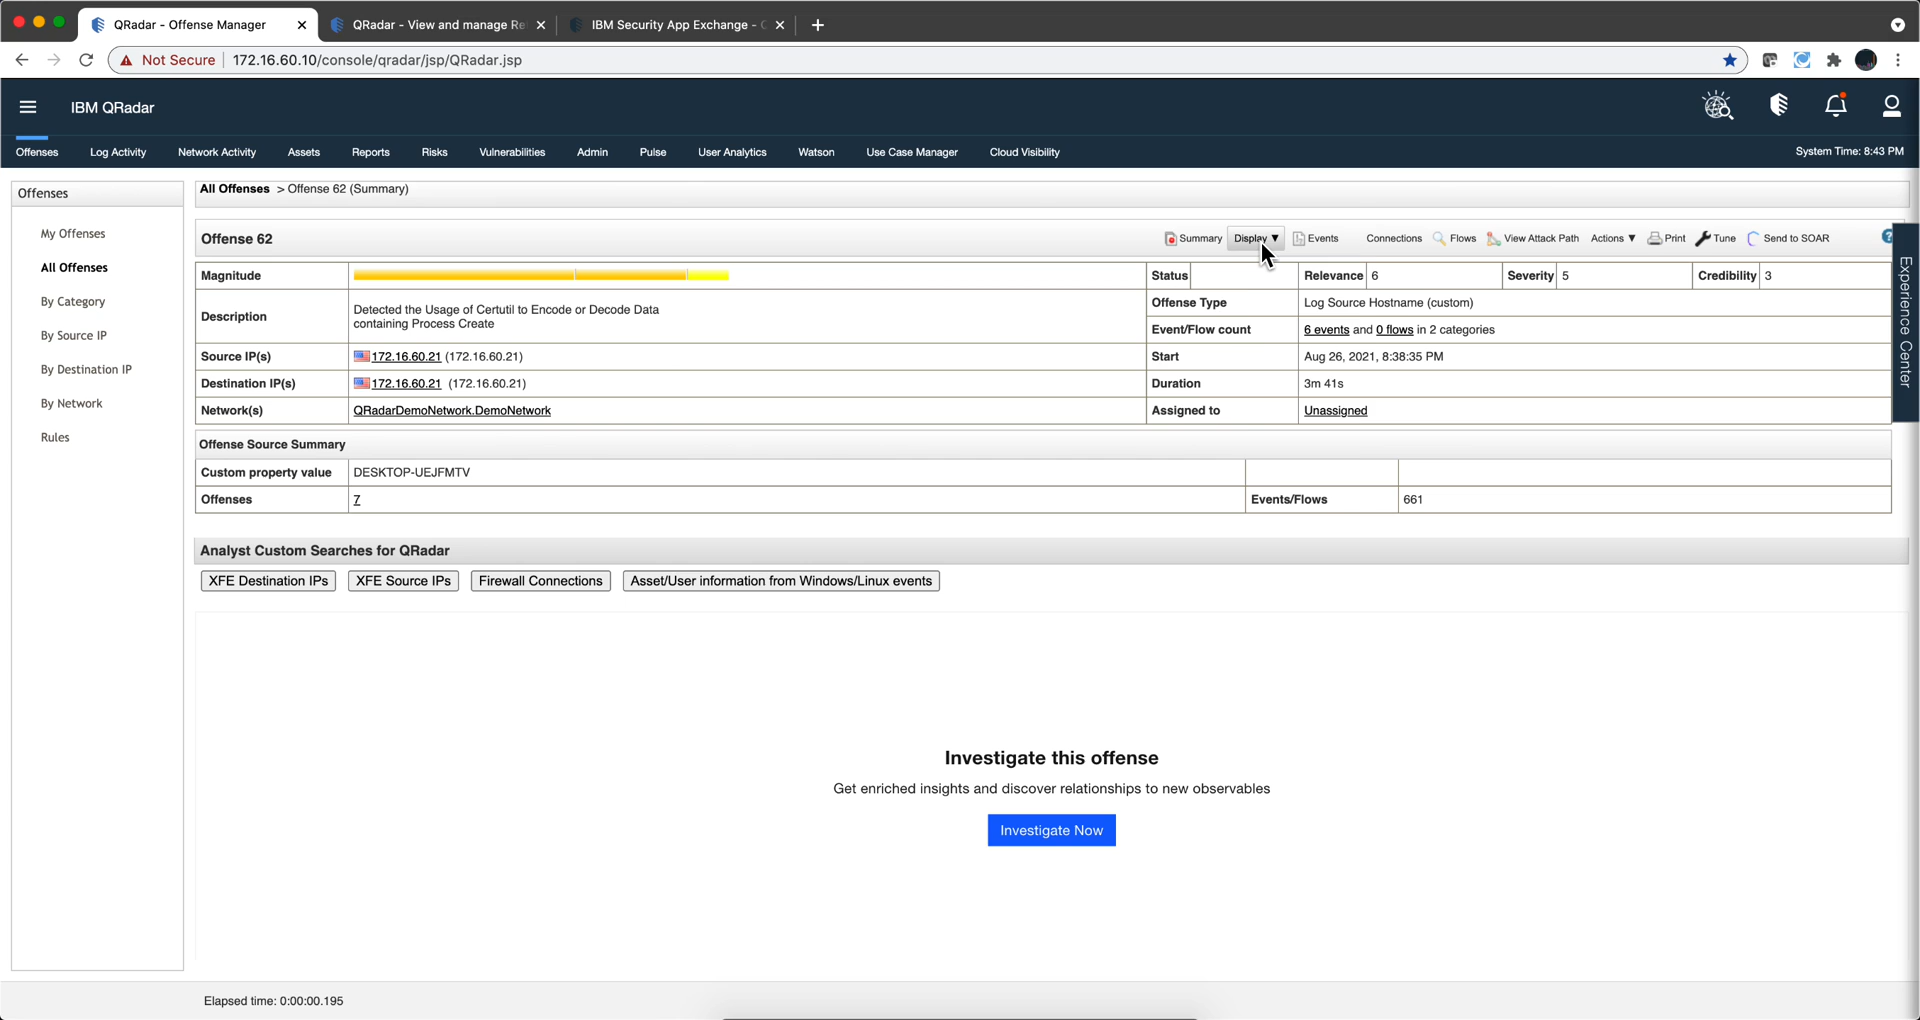 QRadar - Offense Manager
QRadar - View and manage Re
IBM Security App Exchange -
Not Secure
172.16.60.10/console/qradar/jsp/QRadar.jsp
IBM QRadar
Offenses
Log Activity
Network Activity
Assets
Reports
Risks
Vulnerabilities
Admin
Pulse
User Analytics
Watson
Use Case Manager
Cloud Visibility
System Time: 8:43 PM
Offenses
My Offenses
All Offenses
By Category
By Source IP
By Destination IP
By Network
Rules
All Offenses > Offense 62 (Summary)
Offense 62
Summary
Display ▼
Events
Connections
Flows
View Attack Path
Actions ▼
Print
Tune
Send to SOAR
?
Experience Center
Magnitude
Status
Relevance 6
Severity 5
Credibility 3
Description
Detected the Usage of Certutil to Encode or Decode Data
containing Process Create
Offense Type
Log Source Hostname (custom)
Event/Flow count
6 events and 0 flows in 2 categories
Source IP(s)
172.16.60.21 (172.16.60.21)
Start
Aug 26, 2021, 8:38:35 PM
Destination IP(s)
172.16.60.21 (172.16.60.21)
Duration
3m 41s
Network(s)
QRadarDemoNetwork.DemoNetwork
Assigned to
Unassigned
Offense Source Summary
Custom property value
DESKTOP-UEJFMTV
Offenses
7
Events/Flows
661
Analyst Custom Searches for QRadar
XFE Destination IPs
XFE Source IPs
Firewall Connections
Asset/User information from Windows/Linux events
Investigate this offense
Get enriched insights and discover relationships to new observables
Investigate Now
Elapsed time: 0:00:00.195